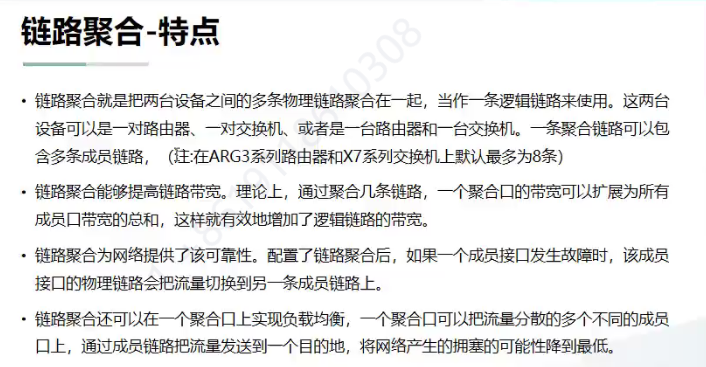 链路聚合-特点
• 链路聚合就是把两台设备之间的多条物理链路聚合在一起，当作一条逻辑链路来使用。这两台
设备可以是一对路由器、一对交换机、或者是一台路由器和一台交换机。一条聚合链路可以包
含多条成员链路，（注:在ARG3系列路由器和X7系列交换机上默认最多为8条）
• 链路聚合能够提高链路带宽。理论上，通过聚合几条链路，一个聚合口的带宽可以扩展为所有
成员口带宽的总和，这样就有效地增加了逻辑链路的带宽。
• 链路聚合为网络提供了该可靠性。配置了链路聚合后，如果一个成员接口发生故障时，该成员
接口的物理链路会把流量切换到另一条成员链路上。
• 链路聚合还可以在一个聚合口上实现负载均衡，一个聚合口可以把流量分散的多个不同的成员
口上，通过成员链路把流量发送到一个目的地，将网络产生的拥塞的可能性降到最低。